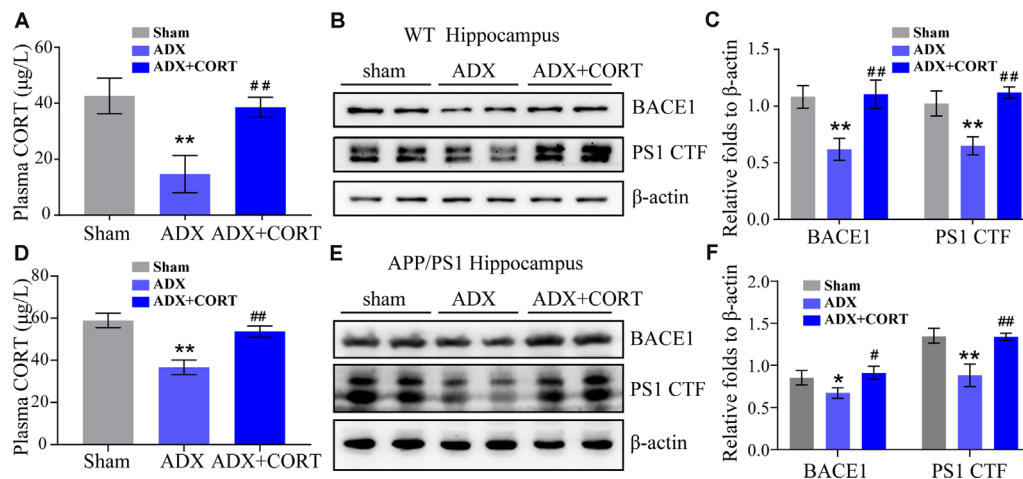 A
Plasma CORT (μg/L)
60
40
20
0
Sham
ADX
ADX+CORT
**
##
Sham ADX ADX+CORT
B
WT Hippocampus
sham ADX ADX+CORT
BACE1
PS1 CTF
β-actin
C
Relative folds to β-actin
1.5
1.0
0.5
0.0
Sham
ADX
ADX+CORT
**
##
**
##
BACE1 PS1 CTF
D
Plasma CORT (μg/L)
80
60
40
20
0
Sham
ADX
ADX+CORT
**
##
Sham ADX ADX+CORT
E
APP/PS1 Hippocampus
sham ADX ADX+CORT
BACE1
PS1 CTF
β-actin
F
Relative folds to β-actin
2.0
1.5
1.0
0.5
0.0
Sham
ADX
ADX+CORT
*
#
**
##
BACE1 PS1 CTF